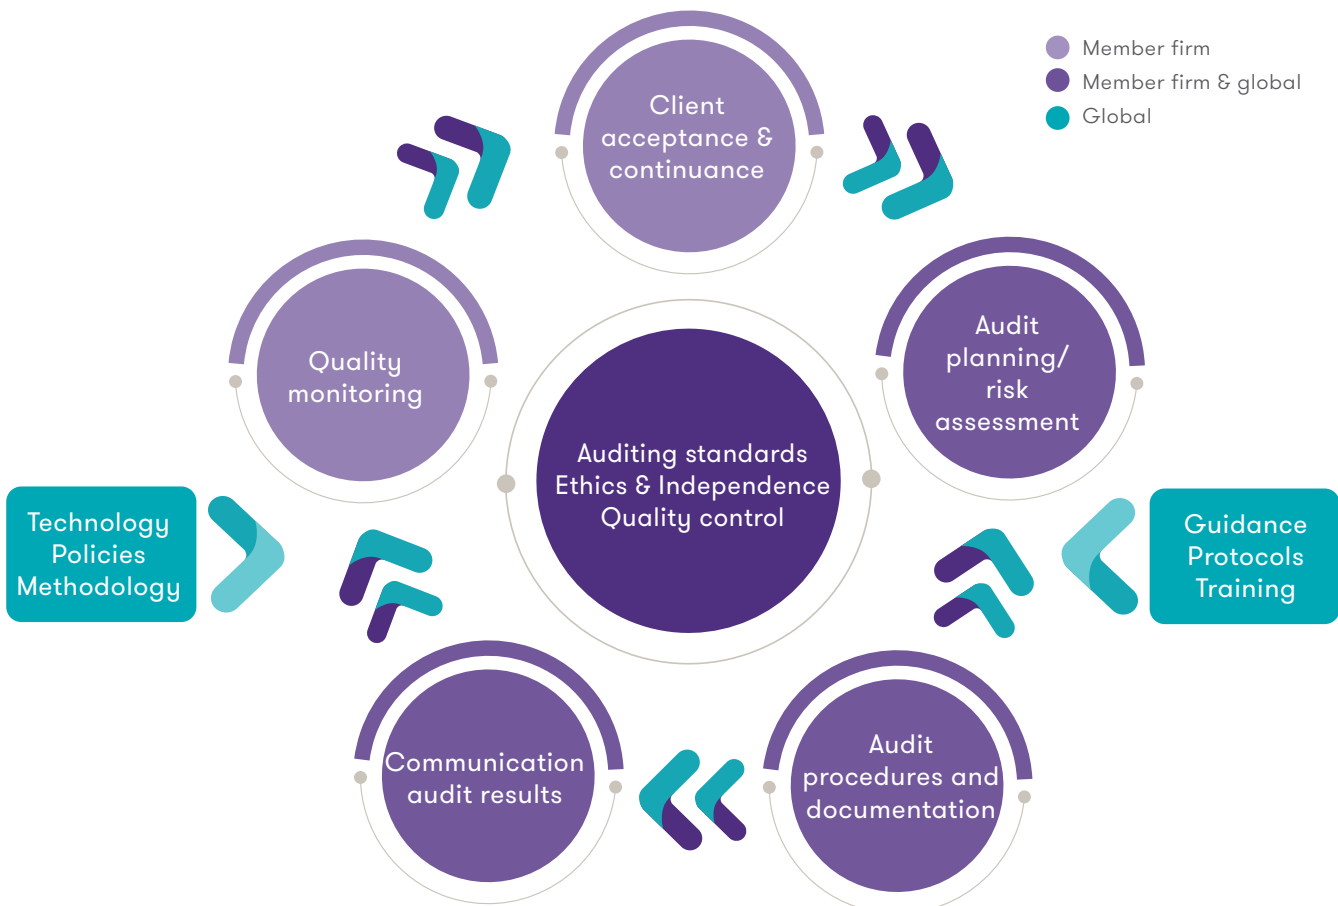 Member firm
Member firm & global
Global
Client
acceptance &
continuance
Audit
planning/
risk
assessment
Quality
monitoring
Auditing standards
Ethics & Independence
Quality control
Technology
Policies
Methodology
Guidance
Protocols
Training
Communication
audit results
Audit
procedures and
documentation